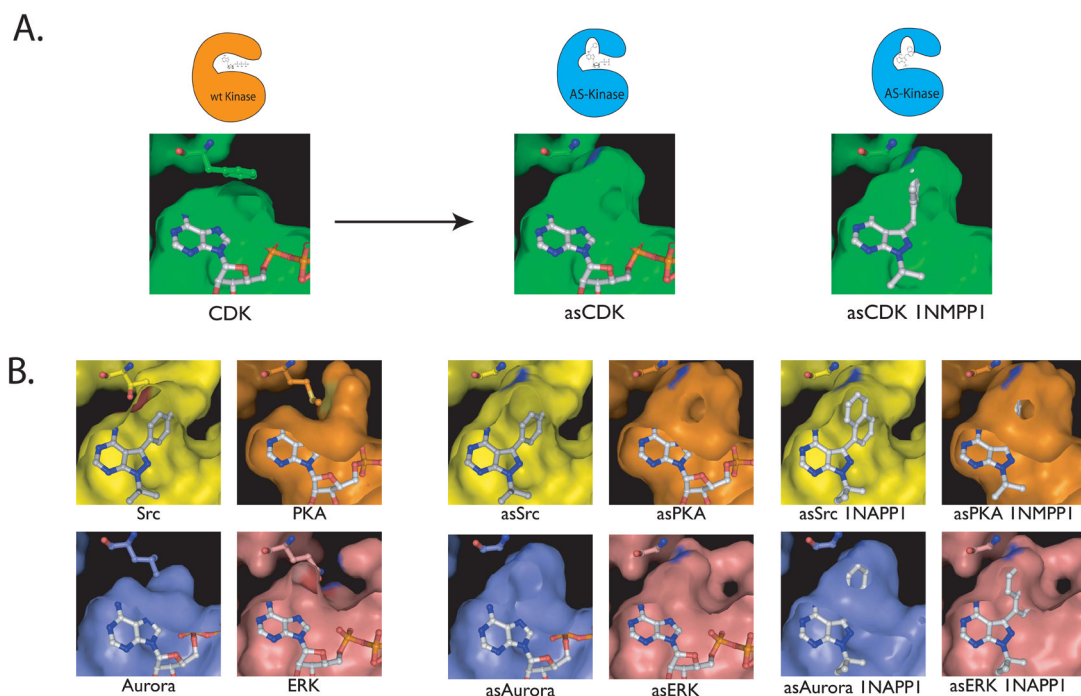 A.
wt Kinase
AS-Kinase
AS-Kinase
CDK
asCDK
asCDK 1NMPP1
B.
Src
PKA
asSrc
asPKA
asSrc 1NAPP1
asPKA 1NMPP1
Aurora
ERK
asAurora
asERK
asAurora 1NAPP1
asERK 1NAPP1